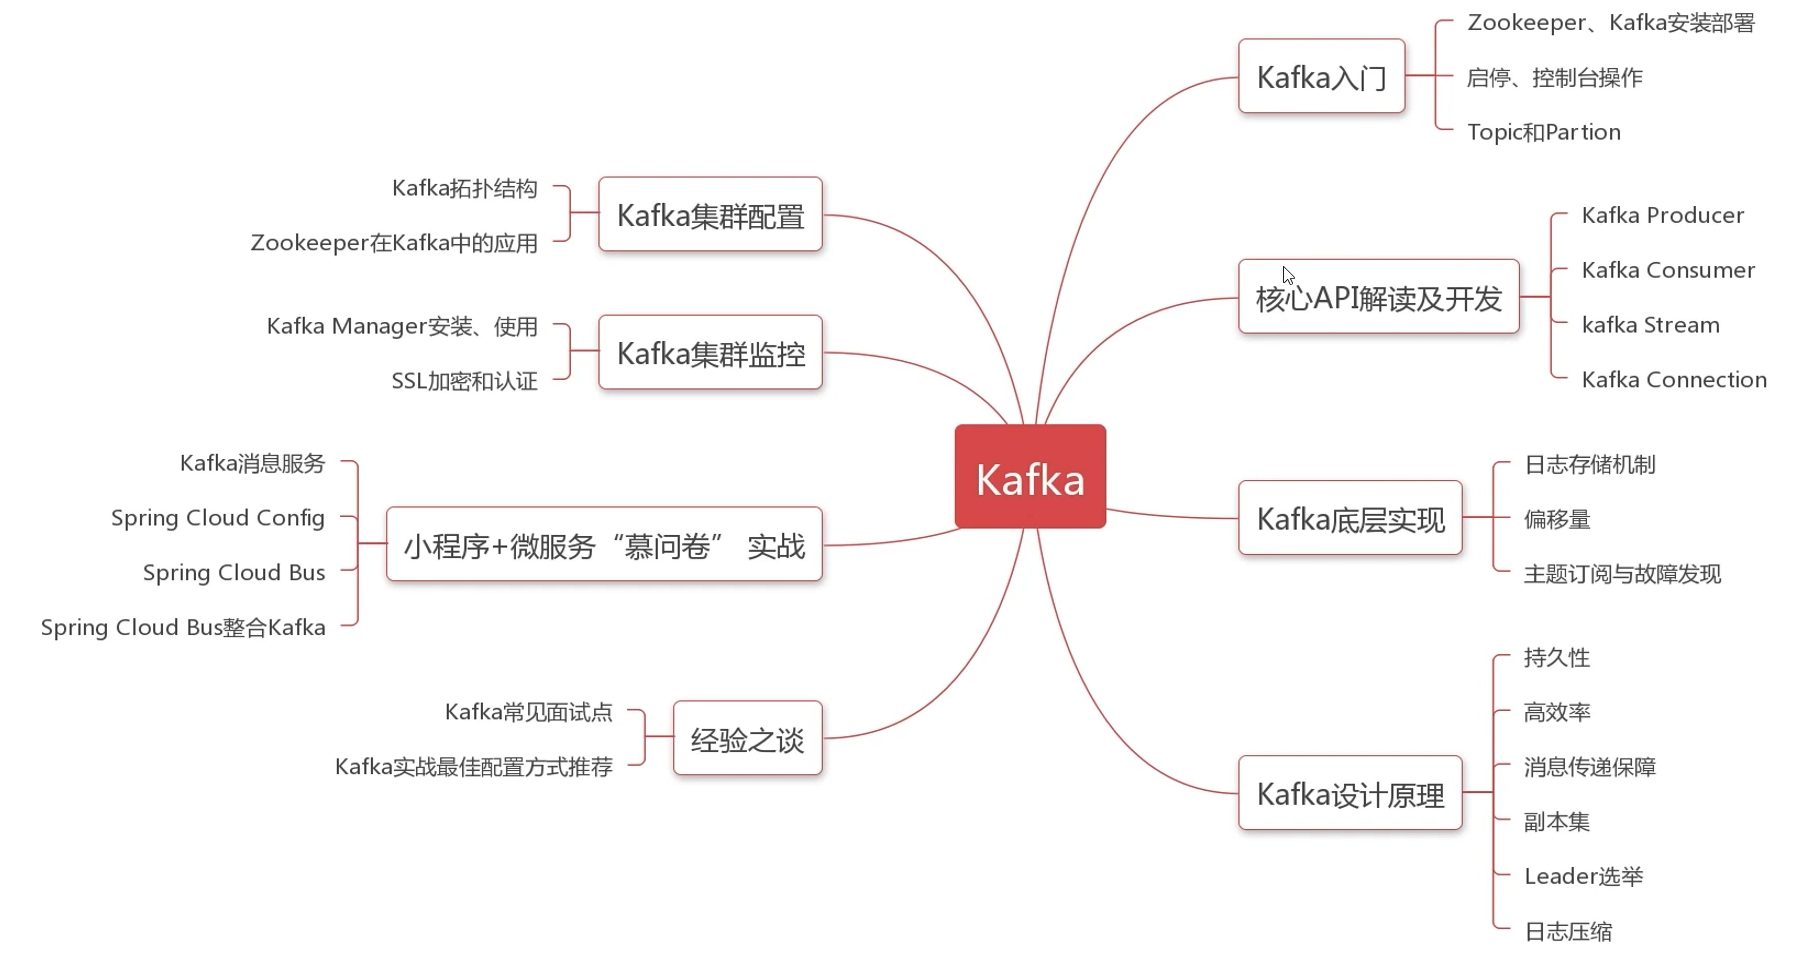 Kafka
Kafka入门
Zookeeper、Kafka安装部署
启停、控制台操作
Topic和Partion
核心API解读及开发
Kafka Producer
Kafka Consumer
kafka Stream
Kafka Connection
Kafka底层实现
日志存储机制
偏移量
主题订阅与故障发现
Kafka设计原理
持久性
高效率
消息传递保障
副本集
Leader选举
日志压缩
Kafka集群配置
Kafka拓扑结构
Zookeeper在Kafka中的应用
Kafka集群监控
Kafka Manager安装、使用
SSL加密和认证
小程序+微服务“慕问卷” 实战
Kafka消息服务
Spring Cloud Config
Spring Cloud Bus
Spring Cloud Bus整合Kafka
经验之谈
Kafka常见面试点
Kafka实战最佳配置方式推荐